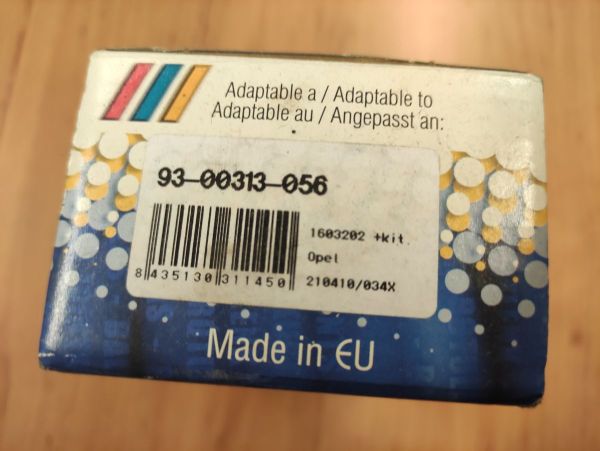 Adaptable a / Adaptable to
Adaptable au / Angepasst an:
93-00313-056
1603202 +kit.
Opel
8 435130 311450
210410/034X
Made in EU